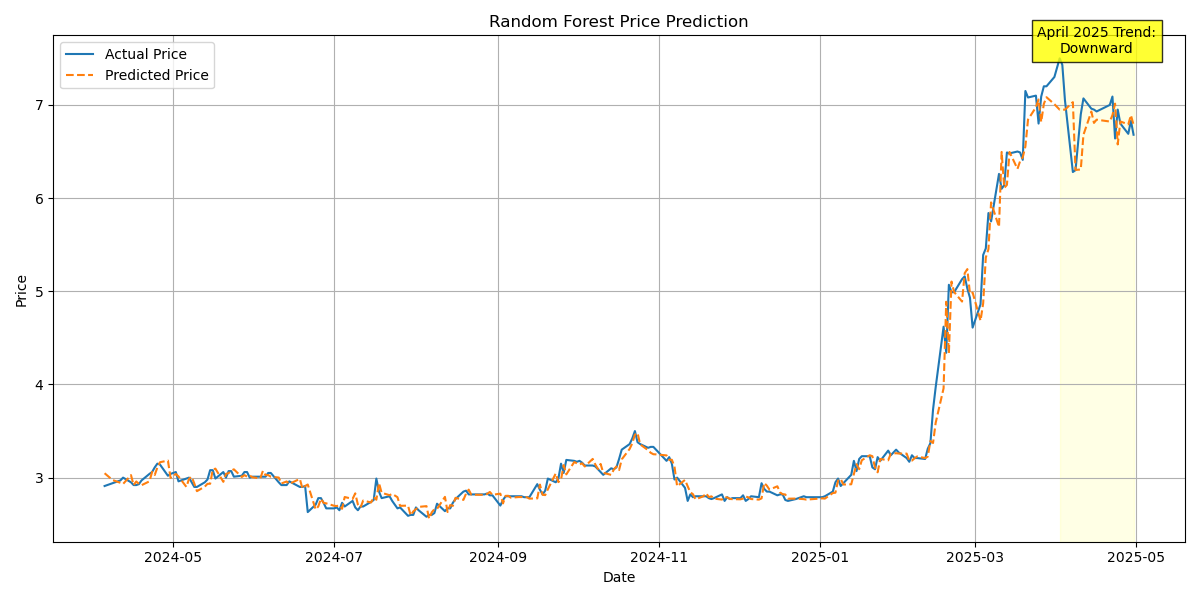 Random Forest Price Prediction
April 2025 Trend:
Downward
Actual Price
Predicted Price
Price
7
6
5
4
3
2024-05
2024-07
2024-09
2024-11
2025-01
2025-03
2025-05
Date